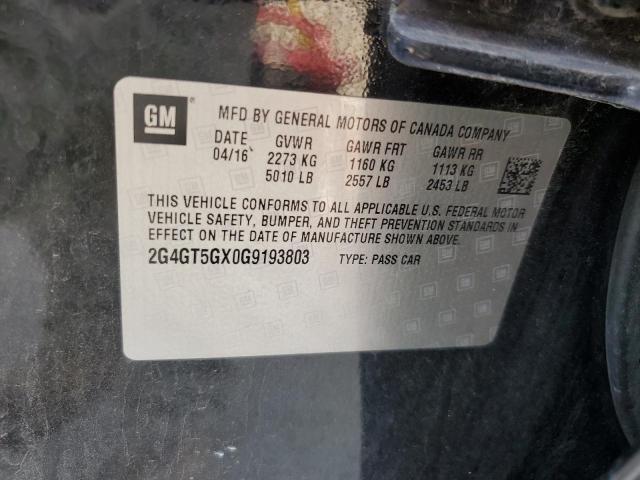 GM
MFD BY GENERAL MOTORS OF CANADA COMPANY
DATE GVWR GAWR FRT GAWR RR
04/16 2273 KG 1160 KG 1113 KG
5010 LB 2557 LB 2453 LB
THIS VEHICLE CONFORMS TO ALL APPLICABLE U.S. FEDERAL MOTOR
VEHICLE SAFETY, BUMPER, AND THEFT PREVENTION STANDARDS IN
EFFECT ON THE DATE OF MANUFACTURE SHOWN ABOVE.
2G4GT5GX0G9193803 TYPE: PASS CAR